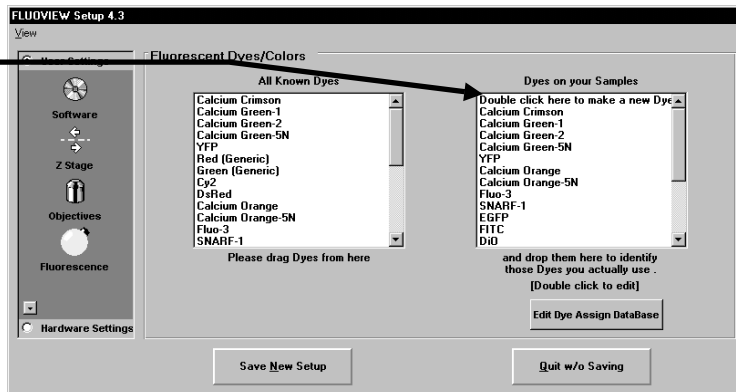 FLUOVIEW Setup 4.3
View
User Settings
Software
Z Stage
Objectives
Fluorescence
Hardware Settings
Fluorescent Dyes/Colors
All Known Dyes
Calcium Crimson
Calcium Green-1
Calcium Green-2
Calcium Green-5N
YFP
Red (Generic)
Green (Generic)
Cy2
DsRed
Calcium Orange
Calcium Orange-5N
Fluo-3
SNARF-1
Please drag Dyes from here
Dyes on your Samples
Double click here to make a new Dye
Calcium Crimson
Calcium Green-1
Calcium Green-2
Calcium Green-5N
YFP
Calcium Orange
Calcium Orange-5N
Fluo-3
SNARF-1
EGFP
FITC
DiO
and drop them here to identify
those Dyes you actually use .
[Double click to edit]
Edit Dye Assign DataBase
Save New Setup
Quit w/o Saving